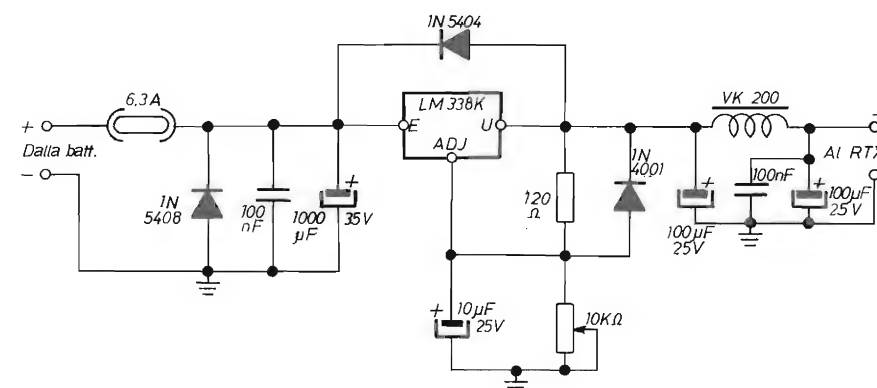 1N 5404
6.3A
LM 338K
VK 200
E
U
+
ADJ
Dalla batt.
Al RTX
-
1N
4001
1N
5408
100
nF
1000
µF
+
35V
120
Ω
+
100µF
25V
100nF
+
100µF
25V
+
10µF
25V
10KΩ